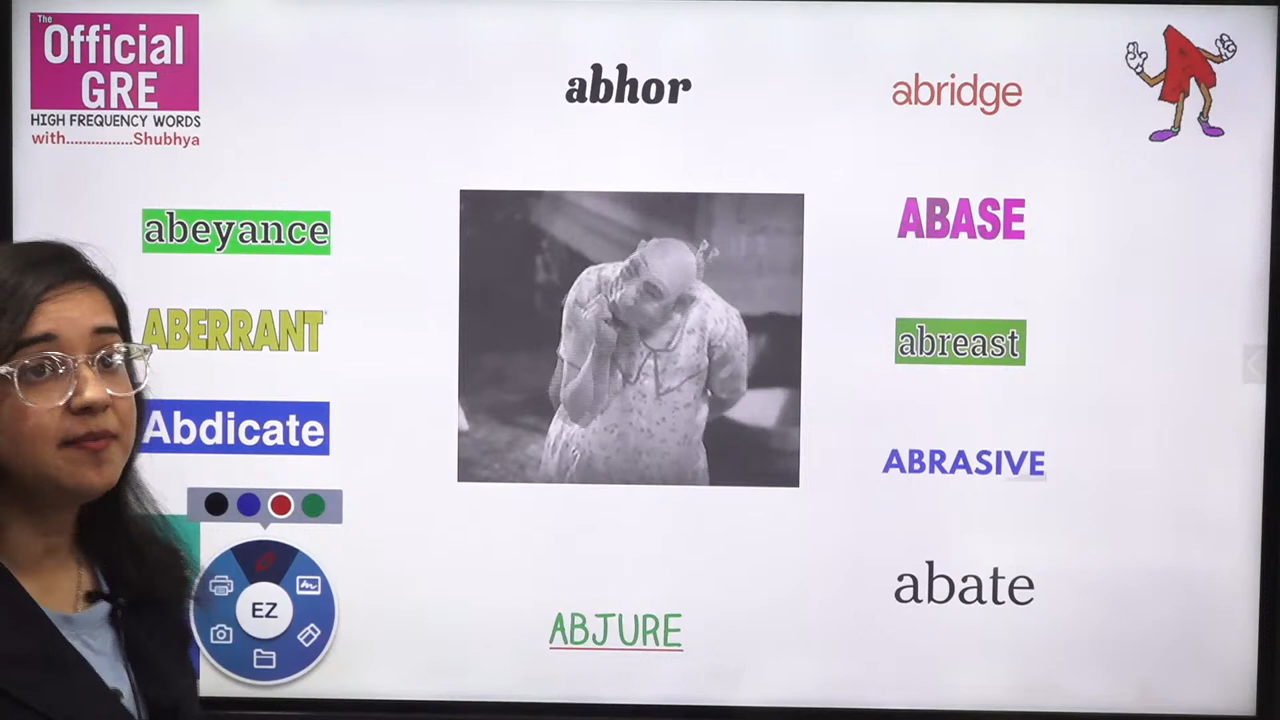 The
Official
GRE
HIGH FREQUENCY WORDS
with................Shubhya
abhor
abridge
abeyance
ABASE
ABERRANT
abreast
Abdicate
ABRASIVE
EZ
abate
ABJURE